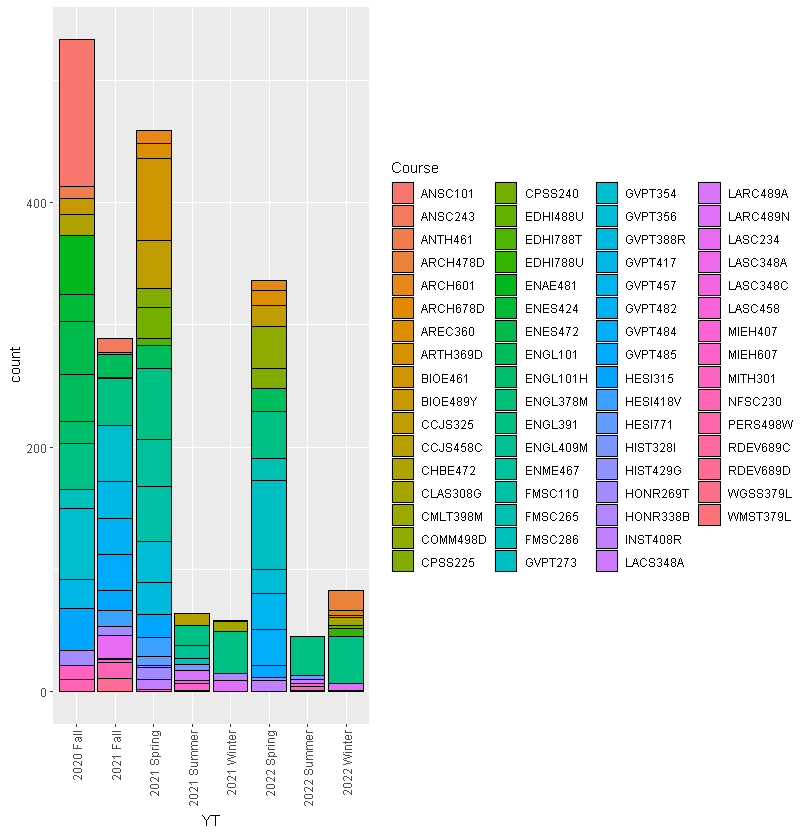 400
200
0
count
2020 Fall
2021 Fall
2021 Spring
2021 Summer
2021 Winter
2022 Spring
2022 Summer
2022 Winter
YT
Course
ANSC101
ANSC243
ANTH461
ARCH478D
ARCH601
ARCH678D
AREC360
ARTH369D
BIOE461
BIOE489Y
CCJS325
CCJS458C
CHBE472
CLAS308G
CMLT398M
COMM498D
CPSS225
CPSS240
EDHI488U
EDHI788T
EDHI788U
ENAE481
ENES424
ENES472
ENGL101
ENGL101H
ENGL378M
ENGL391
ENGL409M
ENME467
FMSC110
FMSC265
FMSC286
GVPT273
GVPT354
GVPT356
GVPT388R
GVPT417
GVPT457
GVPT482
GVPT484
GVPT485
HESI315
HESI418V
HESI771
HIST328I
HIST429G
HONR269T
HONR338B
INST408R
LACS348A
LARC489A
LARC489N
LASC234
LASC348A
LASC348C
LASC458
MIEH407
MIEH607
MITH301
NFSC230
PERS498W
RDEV689C
RDEV689D
WGSS379L
WMST379L